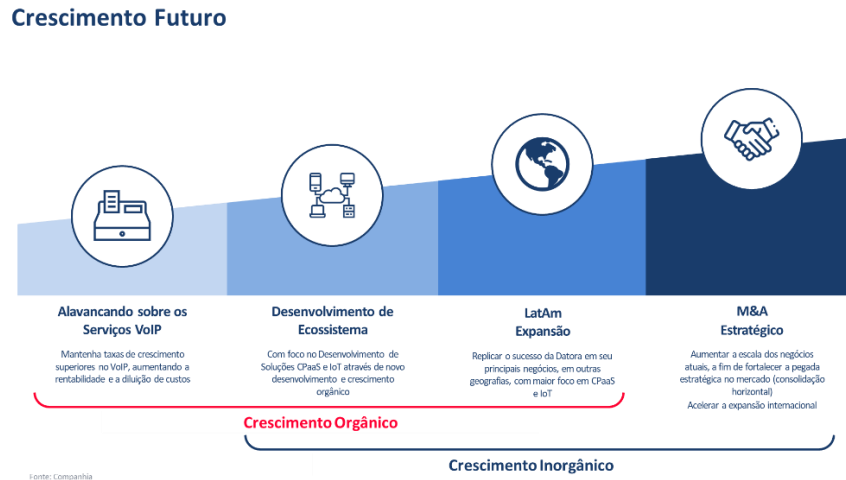 Crescimento Futuro
Alavancando sobre os
Serviços VoIP
Mantenha taxas de crescimento
superiores no VoIP, aumentando a
rentabilidade e a diluição de custos
Desenvolvimento de
Ecossistema
Com foco no Desenvolvimento de
Soluções CPaaS e IoT através de novo
desenvolvimento e crescimento
orgânico
LatAm
Expansão
Replicar o sucesso da Datora em seu
principais negócios, em outras
geografias, com maior foco em CPaaS
e IoT
M&A
Estratégico
Aumentar a escala dos negócios
atuais, a fim de fortalecer a pegada
estratégica no mercado (consolidação
horizontal)
Acelerar a expansão internacional
Crescimento Orgânico
Crescimento Inorgânico
Fonte: Companhia